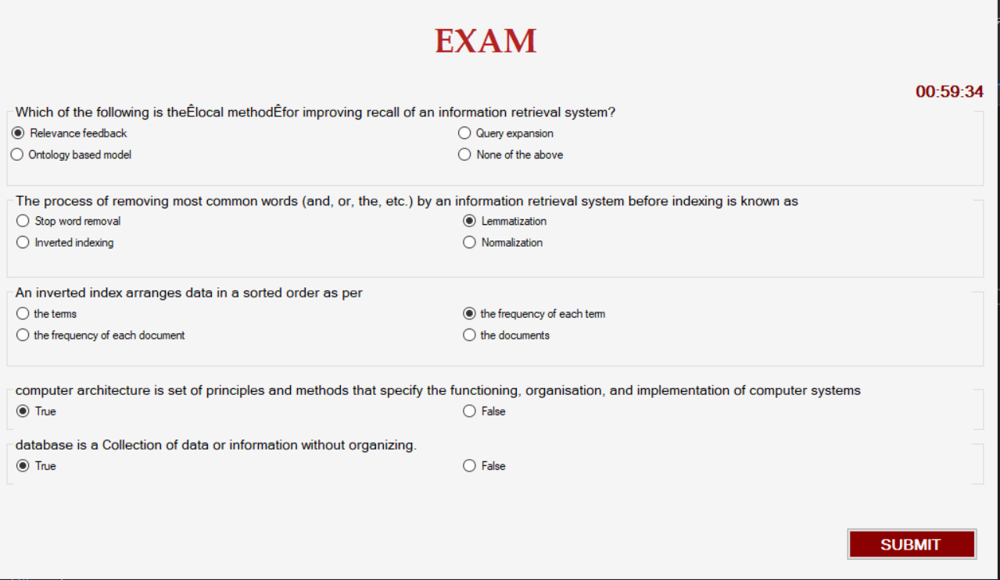 EXAM
00:59:34
Which of the following is theÊlocal methodÊfor improving recall of an information retrieval system?
Relevance feedback
Query expansion
Ontology based model
None of the above
The process of removing most common words (and, or, the, etc.) by an information retrieval system before indexing is known as
Stop word removal
Lemmatization
Inverted indexing
Normalization
An inverted index arranges data in a sorted order as per
the terms
the frequency of each term
the frequency of each document
the documents
computer architecture is set of principles and methods that specify the functioning, organisation, and implementation of computer systems
True
False
database is a Collection of data or information without organizing.
True
False
SUBMIT